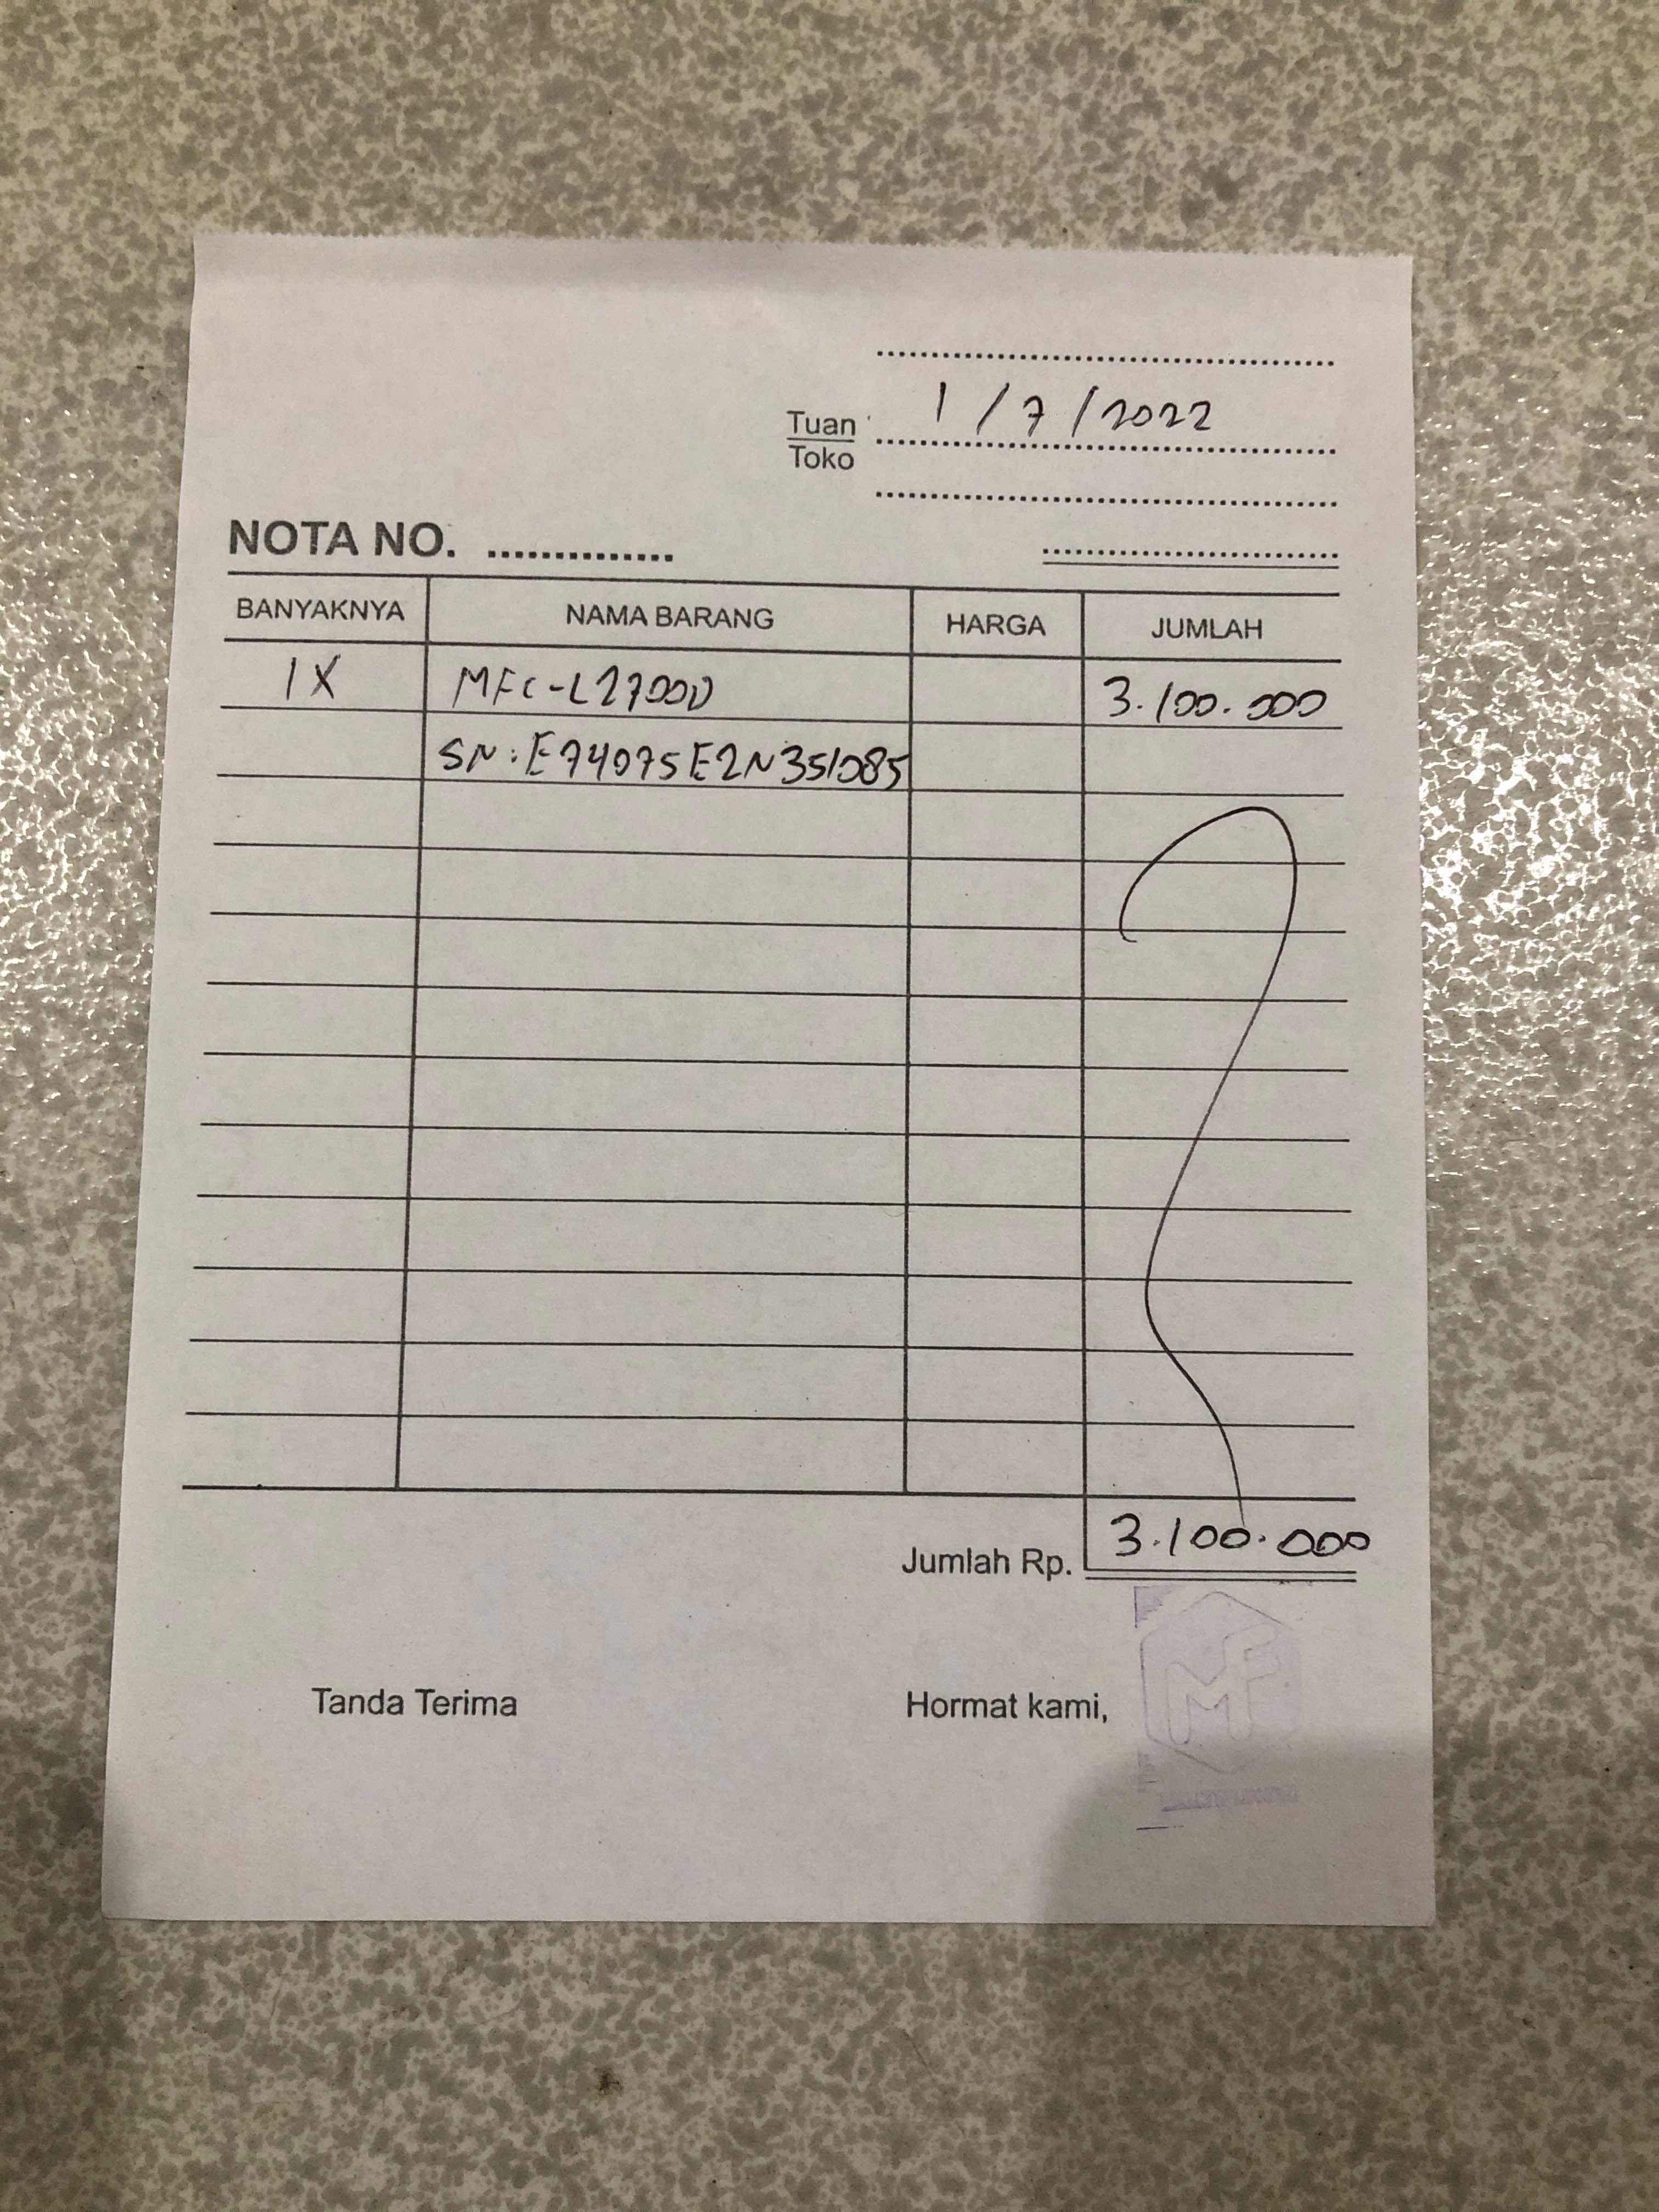 1/7/2022
Tuan
Toko
NOTA NO. ..............
BANYAKNYA NAMA BARANG HARGA JUMLAH
1X MFC-L2700D 3.100.000
SN: E74075E2N351085
Jumlah Rp. 3.100.000
Tanda Terima Hormat kami,
MF